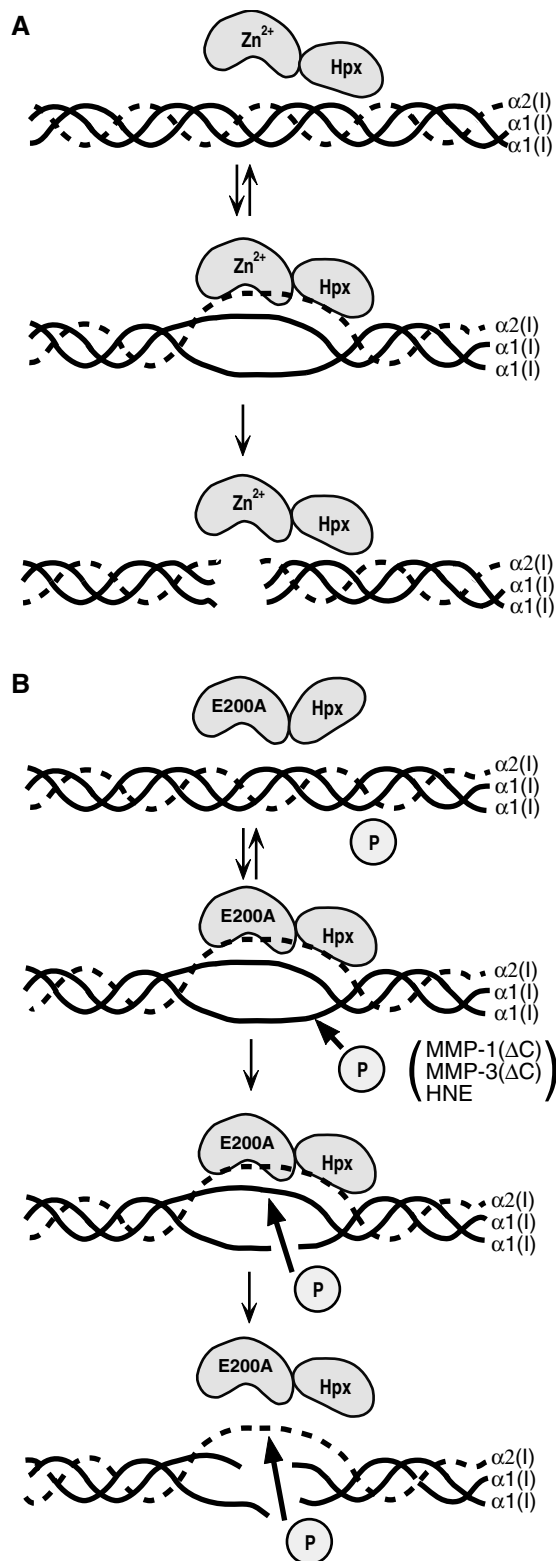 A
Zn2+
Hpx
α2(I)
α1(I)
α1(I)
Zn2+
Hpx
α2(I)
α1(I)
α1(I)
Zn2+
Hpx
α2(I)
α1(I)
α1(I)
B
E200A
Hpx
α2(I)
α1(I)
α1(I)
P
E200A
Hpx
α2(I)
α1(I)
α1(I)
P
(MMP-1(ΔC)
MMP-3(ΔC)
HNE)
E200A
Hpx
α2(I)
α1(I)
α1(I)
P
E200A
Hpx
α2(I)
α1(I)
α1(I)
P